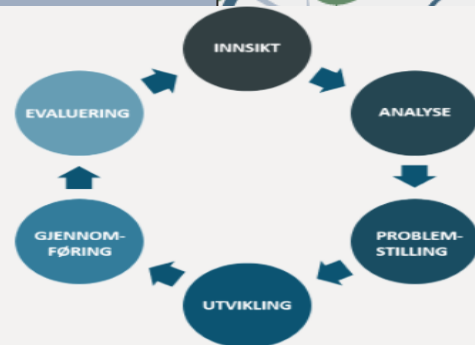 INNSIKT
ANALYSE
PROBLEM-
STILLING
UTVIKLING
GJENNOM-
FØRING
EVALUERING